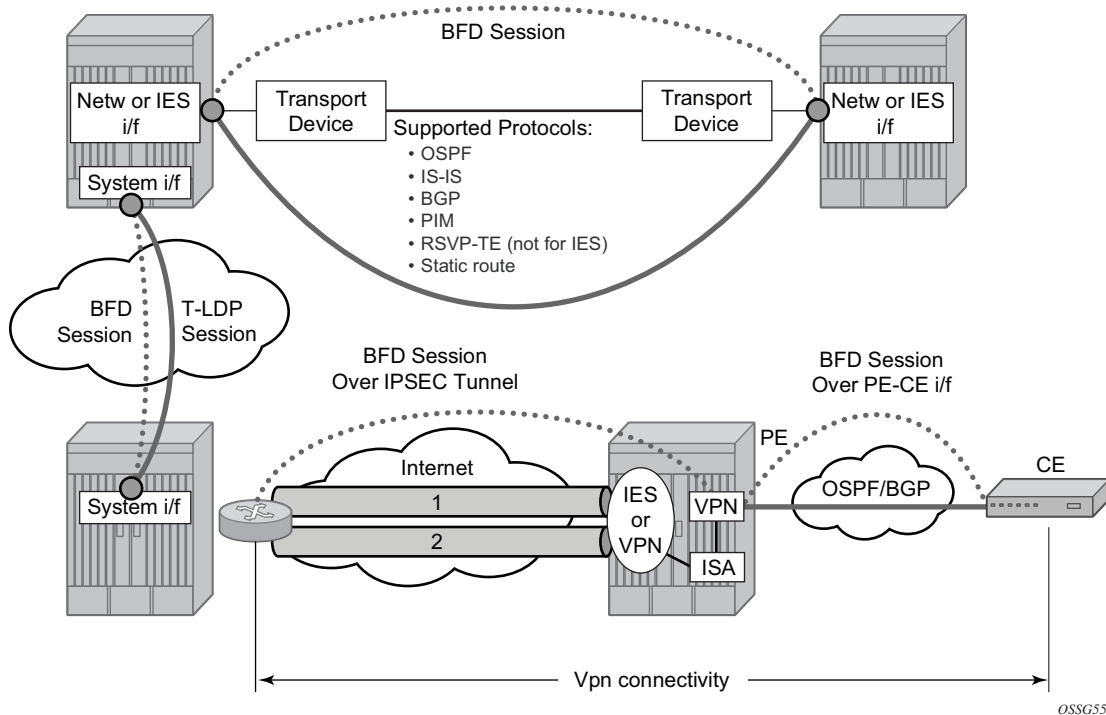 BFD Session
Netw or IES
i/f
Transport
Device
Transport
Device
Netw or IES
i/f
Supported Protocols:
• OSPF
• IS-IS
• BGP
• PIM
• RSVP-TE (not for IES)
• Static route
System i/f
BFD
Session
T-LDP
Session
BFD Session
Over IPSEC Tunnel
BFD Session
Over PE-CE i/f
System i/f
Internet
1
2
IES
or
VPN
PE
VPN
ISA
OSPF/BGP
CE
Vpn connectivity
OSSG55